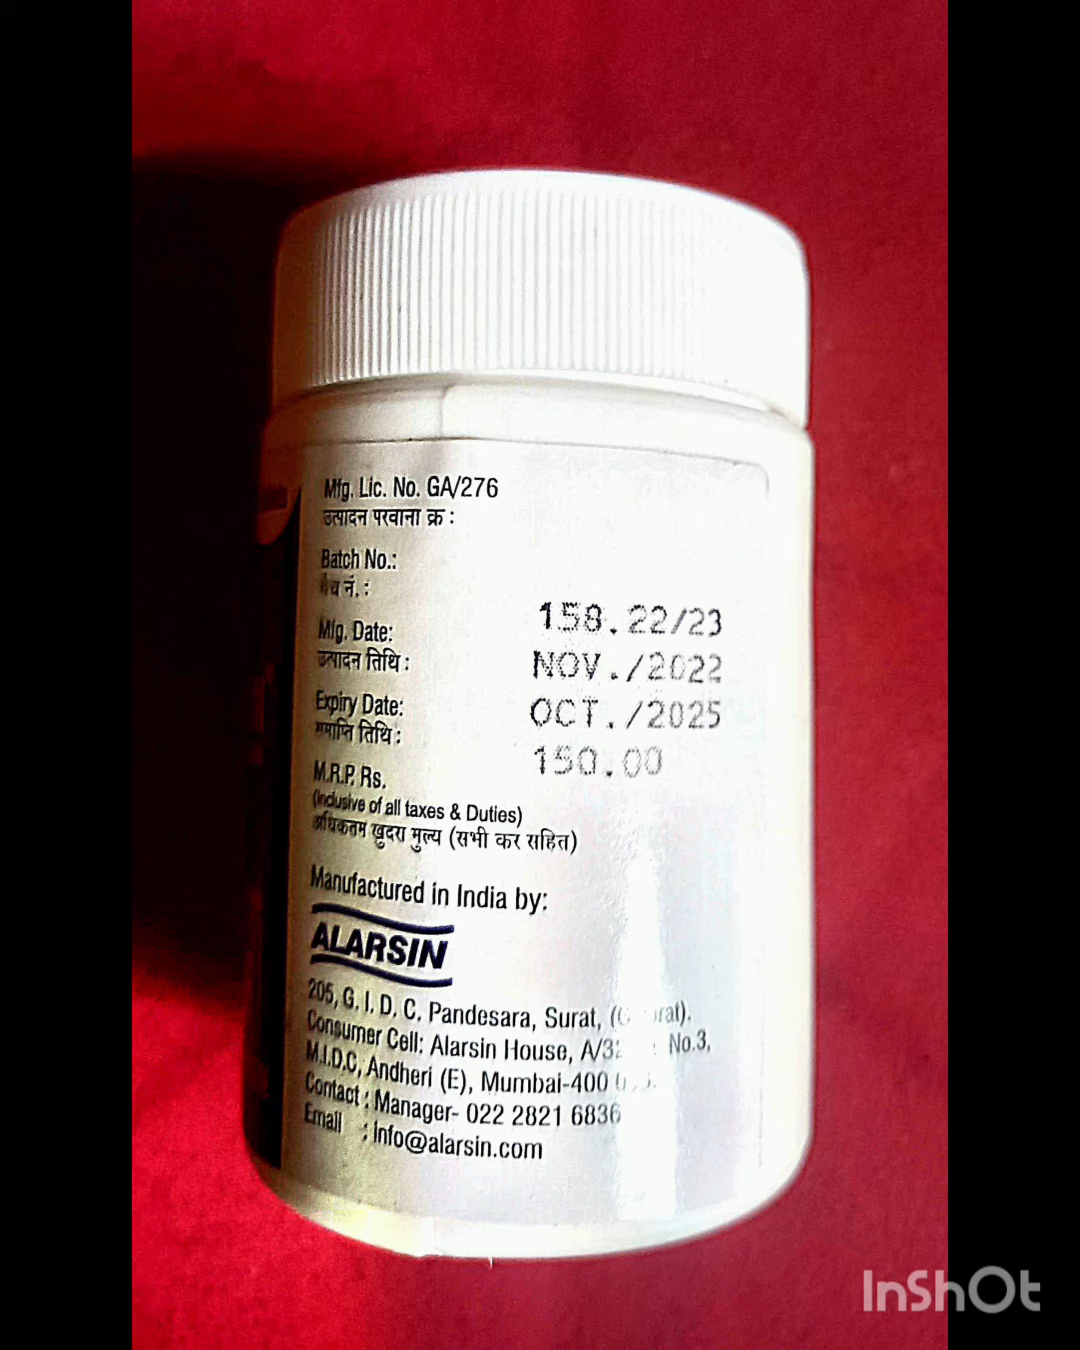 Mfg. Lic. No. GA/276
उत्पादन परवाना क्र :
Batch No.:
बैच नं. :
158.22/23
Mfg. Date:
NOV./2022
उत्पादन तिथि :
Expiry Date:
OCT./2025
समाप्ति तिथि :
150.00
M.R.P. Rs.
(inclusive of all taxes & Duties)
अधिकतम खुदरा मुल्य (सभी कर सहित)
Manufactured in India by:
ALARSIN
205, G. I. D. C. Pandesara, Surat,
Consumer Cell: Alarsin House, No.3,
M.I.D.C, Andheri (E), Mumbai-400
Contact : Manager- 022 2821 6836
Email : info@alarsin.com
InShOt